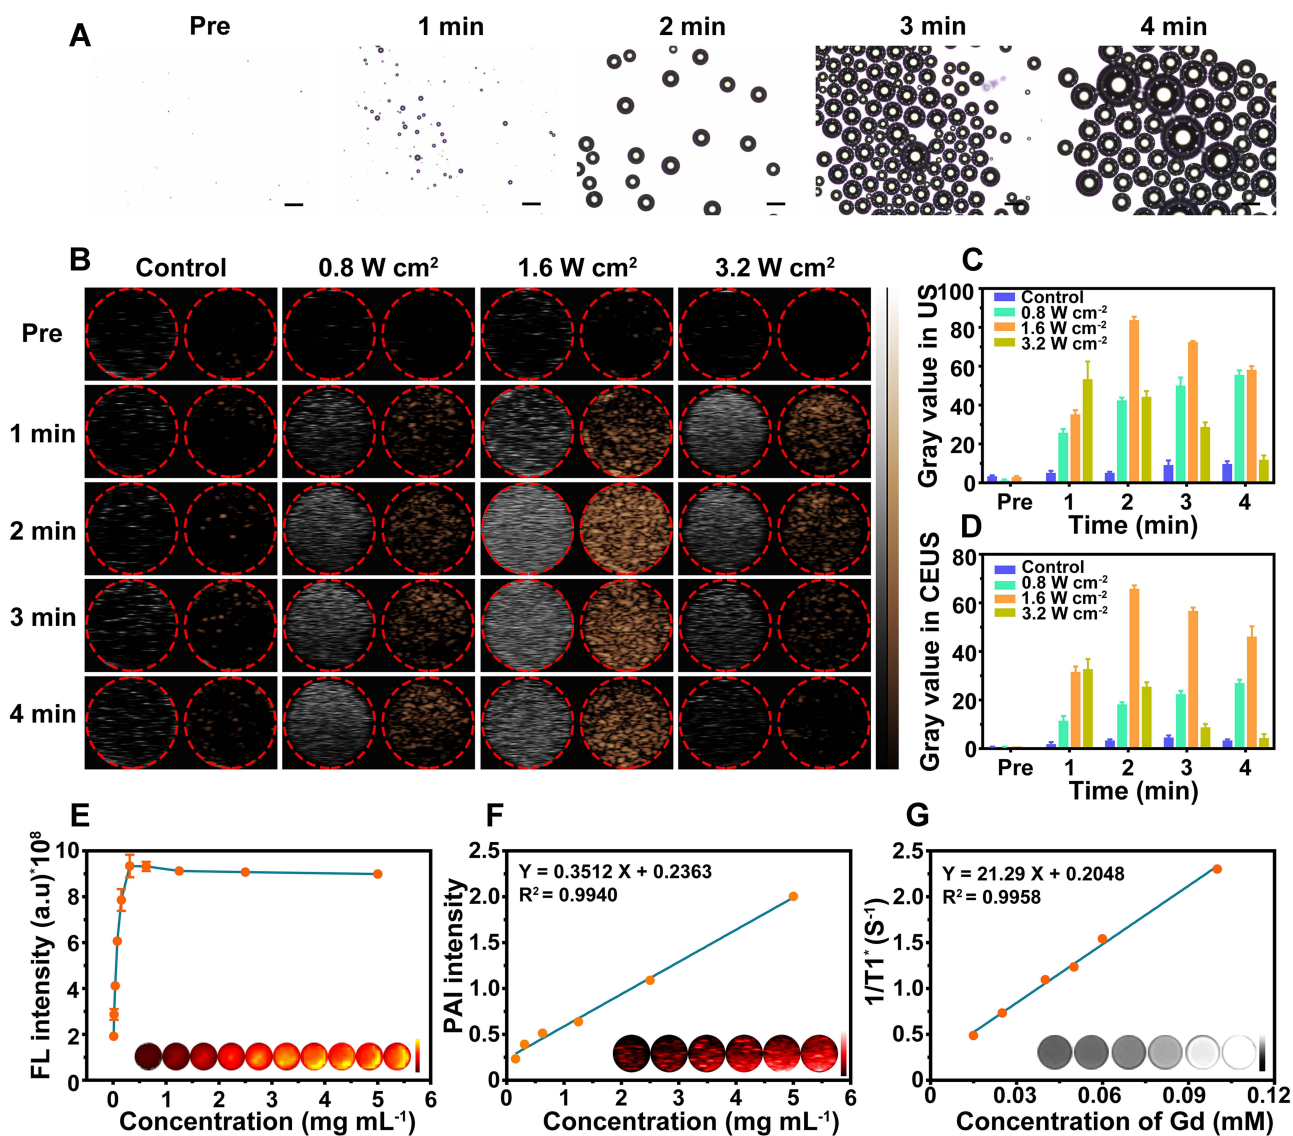 A
Pre
1 min
2 min
3 min
4 min
B
Control
0.8 W cm²
1.6 W cm²
3.2 W cm²
Pre
1 min
2 min
3 min
4 min
C
Gray value in US
100
80
60
40
20
0
Control
0.8 W cm⁻²
1.6 W cm⁻²
3.2 W cm⁻²
Pre
1
2
3
4
Time (min)
D
Gray value in CEUS
80
60
40
20
0
Control
0.8 W cm⁻²
1.6 W cm⁻²
3.2 W cm⁻²
Pre
1
2
3
4
Time (min)
E
FL intensity (a.u)*10⁸
10
8
6
4
2
0
0
1
2
3
4
5
6
Concentration (mg mL⁻¹)
F
PAI intensity
2.5
2.0
1.5
1.0
0.5
0
Y = 0.3512 X + 0.2363
R² = 0.9940
0
1
2
3
4
5
6
Concentration (mg mL⁻¹)
G
1/T1* (S⁻¹)
2.5
2.0
1.5
1.0
0.5
0
Y = 21.29 X + 0.2048
R² = 0.9958
0
0.03
0.06
0.09
0.12
Concentration of Gd (mM)